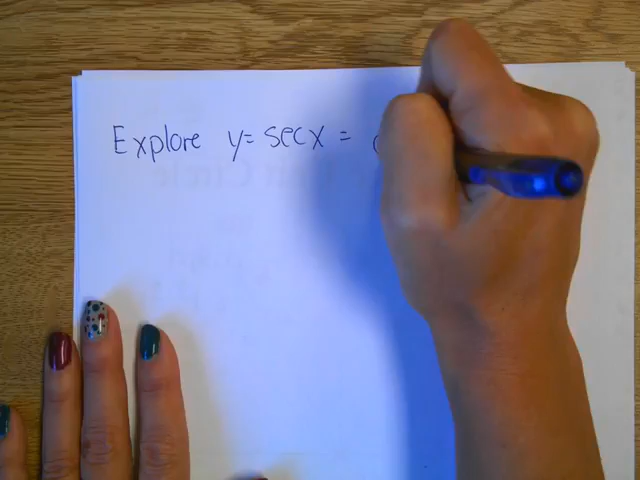 Explore y = sec x =